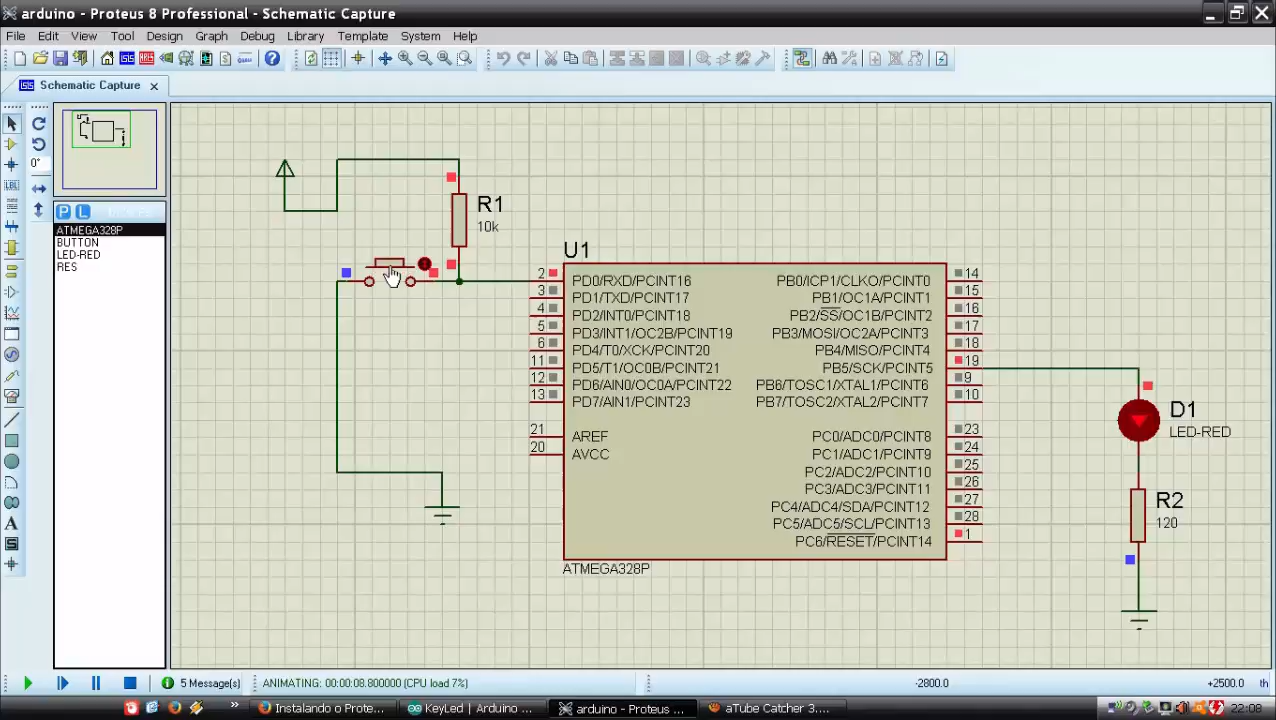 arduino - Proteus 8 Professional - Schematic Capture
File Edit View Tool Design Graph Debug Library Template System Help
Schematic Capture
0°
P L
ATMEGA328P
BUTTON
LED-RED
RES
R1
10k
U1
2 PD0/RXD/PCINT16 PB0/ICP1/CLKO/PCINT0 14
3 PD1/TXD/PCINT17 PB1/OC1A/PCINT1 15
4 PD2/INT0/PCINT18 PB2/SS/OC1B/PCINT2 16
5 PD3/INT1/OC2B/PCINT19 PB3/MOSI/OC2A/PCINT3 17
6 PD4/T0/XCK/PCINT20 PB4/MISO/PCINT4 18
11 PD5/T1/OC0B/PCINT21 PB5/SCK/PCINT5 19
12 PD6/AIN0/OC0A/PCINT22 PB6/TOSC1/XTAL1/PCINT6 9
13 PD7/AIN1/PCINT23 PB7/TOSC2/XTAL2/PCINT7 10
21 AREF PC0/ADC0/PCINT8 23
20 AVCC PC1/ADC1/PCINT9 24
PC2/ADC2/PCINT10 25
PC3/ADC3/PCINT11 26
PC4/ADC4/SDA/PCINT12 27
PC5/ADC5/SCL/PCINT13 28
PC6/RESET/PCINT14 1
ATMEGA328P
D1
LED-RED
R2
120
5 Message(s) ANIMATING: 00:00:08.800000 (CPU load 7%) -2800.0 +2500.0 th
Instalando o Prote... KeyLed | Arduino ... arduino - Proteus ... aTube Catcher 3.... 22:08